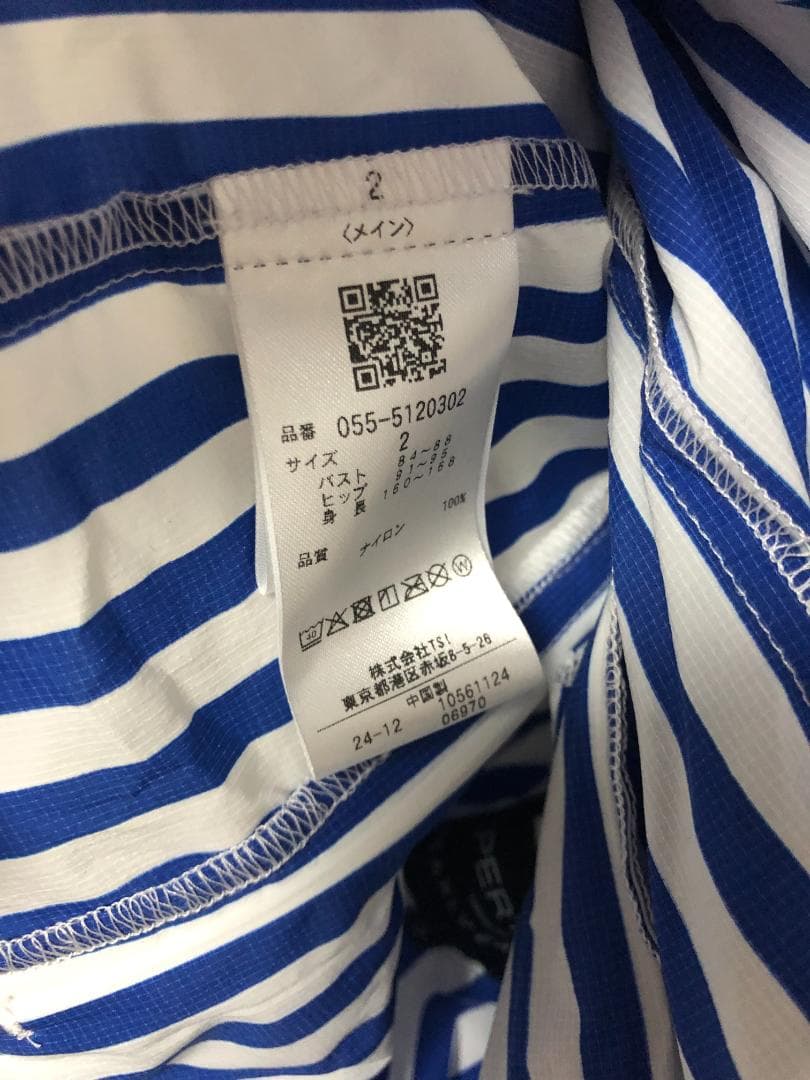 2
〈メイン〉
品番 055-5120302
サイズ 2
バスト 84~88
ヒップ 91~95
身長 160~168
品質 ナイロン 100%
40
W
株式会社TSI
東京都港区赤坂8-5-26
中国製
24-12 10561124
06970
PER